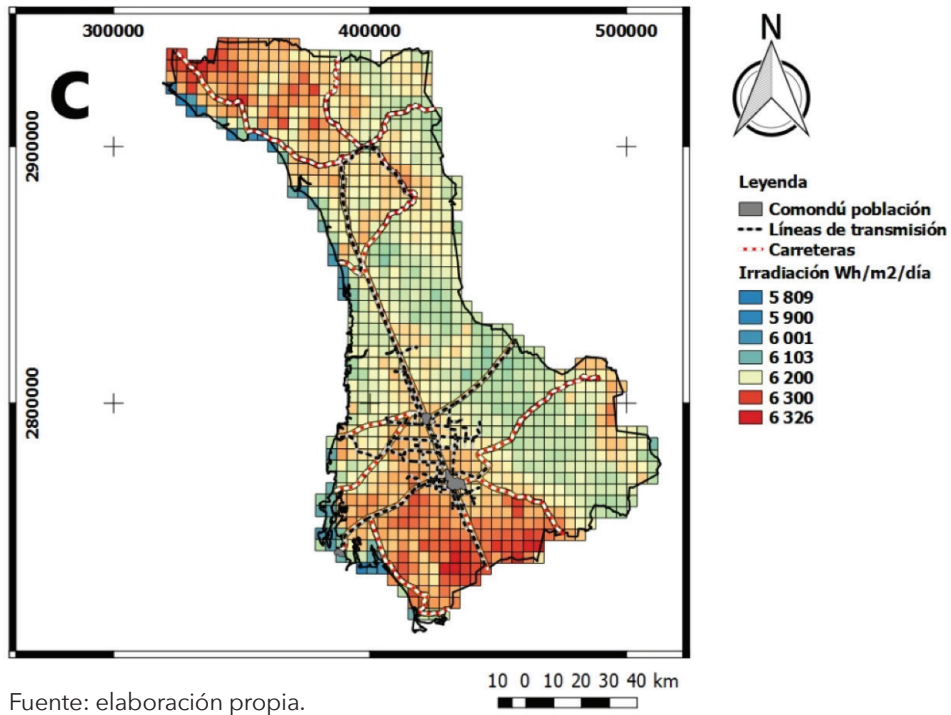 300000
400000
500000
C
2900000
2800000
N
Leyenda
Comondú población
Líneas de transmisión
Carreteras
Irradiación Wh/m2/día
5 809
5 900
6 001
6 103
6 200
6 300
6 326
Fuente: elaboración propia.
10 0 10 20 30 40 km